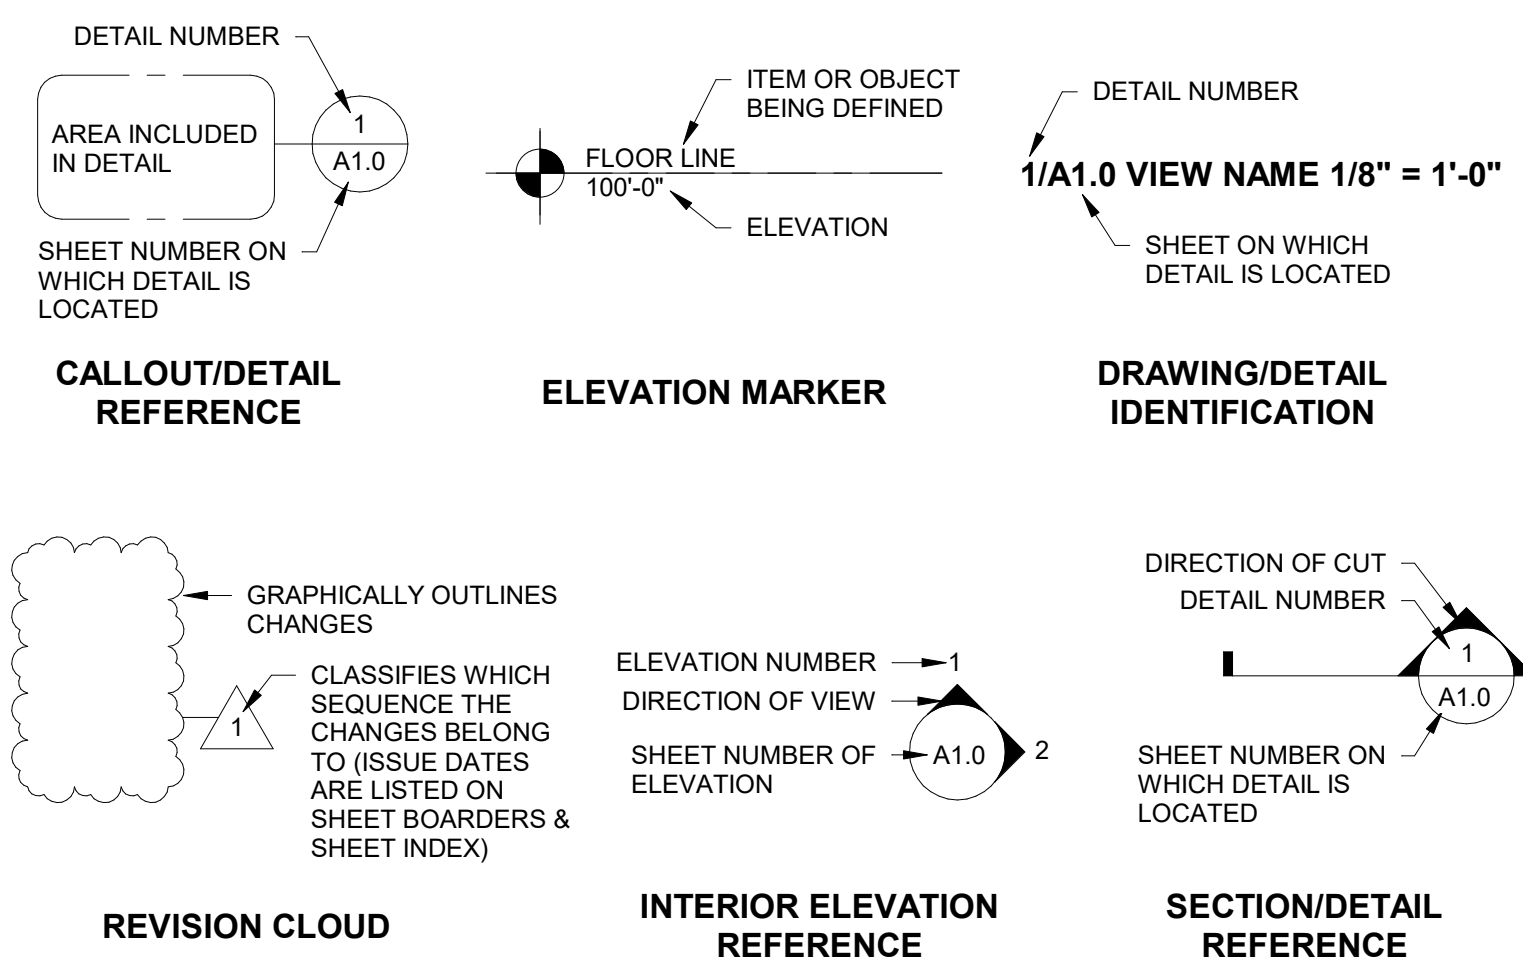 DETAIL NUMBER
AREA INCLUDED
IN DETAIL
1
A1.0
SHEET NUMBER ON
WHICH DETAIL IS
LOCATED
CALLOUT/DETAIL
REFERENCE
ITEM OR OBJECT
BEING DEFINED
FLOOR LINE
100'-0"
ELEVATION
ELEVATION MARKER
DETAIL NUMBER
1/A1.0 VIEW NAME 1/8" = 1'-0"
SHEET ON WHICH
DETAIL IS LOCATED
DRAWING/DETAIL
IDENTIFICATION
GRAPHICALLY OUTLINES
CHANGES
1
CLASSIFIES WHICH
SEQUENCE THE
CHANGES BELONG
TO (ISSUE DATES
ARE LISTED ON
SHEET BOARDERS &
SHEET INDEX)
REVISION CLOUD
ELEVATION NUMBER
1
DIRECTION OF VIEW
SHEET NUMBER OF
ELEVATION
A1.0
2
INTERIOR ELEVATION
REFERENCE
DIRECTION OF CUT
DETAIL NUMBER
1
A1.0
SHEET NUMBER ON
WHICH DETAIL IS
LOCATED
SECTION/DETAIL
REFERENCE